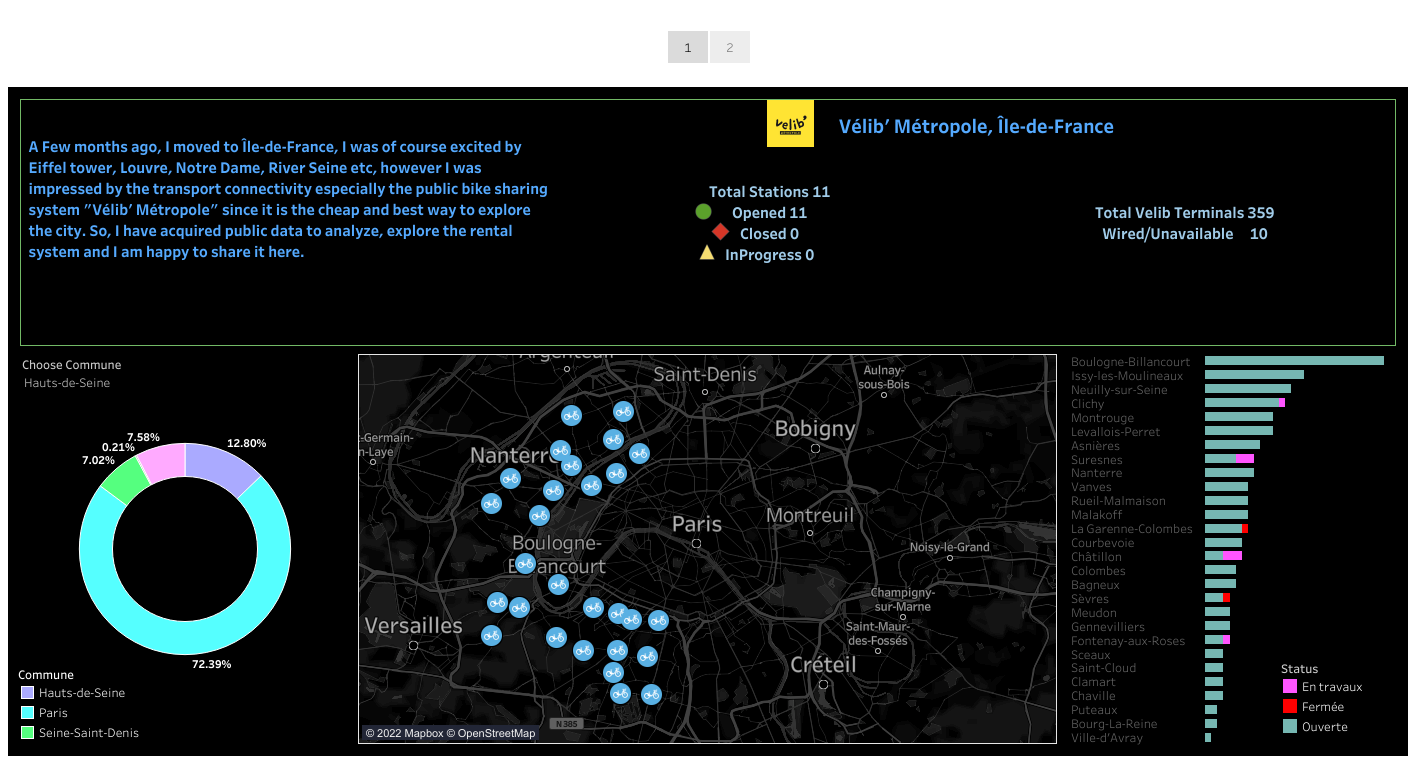 1 2
velib'
Vélib’ Métropole, Île-de-France
A Few months ago, I moved to Île-de-France, I was of course excited by
Eiffel tower, Louvre, Notre Dame, River Seine etc, however I was
impressed by the transport connectivity especially the public bike sharing
system ”Vélib’ Métropole” since it is the cheap and best way to explore
the city. So, I have acquired public data to analyze, explore the rental
system and I am happy to share it here.
Total Stations 11
Opened 11
Closed 0
InProgress 0
Total Velib Terminals 359
Wired/Unavailable 10
Choose Commune
Hauts-de-Seine
7.58%
0.21%
7.02%
12.80%
72.39%
Commune
Hauts-de-Seine
Paris
Seine-Saint-Denis
Argenteuil
Saint-Denis
Aulnay-
sous-Bois
Bobigny
-Germain-
n-Laye
Nanterre
Paris
Montreuil
Boulogne-
Billancourt
Noisy-le-Grand
Champigny-
sur-Marne
Versailles
Saint-Maur-
des-Fossés
Créteil
N 385
© 2022 Mapbox © OpenStreetMap
Boulogne-Billancourt
Issy-les-Moulineaux
Neuilly-sur-Seine
Clichy
Montrouge
Levallois-Perret
Asnières
Suresnes
Nanterre
Vanves
Rueil-Malmaison
Malakoff
La Garenne-Colombes
Courbevoie
Châtillon
Colombes
Bagneux
Sèvres
Meudon
Gennevilliers
Fontenay-aux-Roses
Sceaux
Saint-Cloud
Clamart
Chaville
Puteaux
Bourg-La-Reine
Ville-d'Avray
Status
En travaux
Fermée
Ouverte